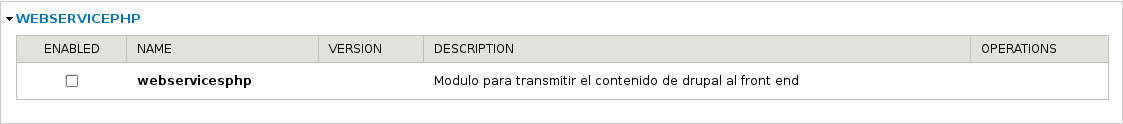 WEBSERVICEPHP
ENABLED NAME VERSION DESCRIPTION OPERATIONS
webservicesphp Modulo para transmitir el contenido de drupal al front end